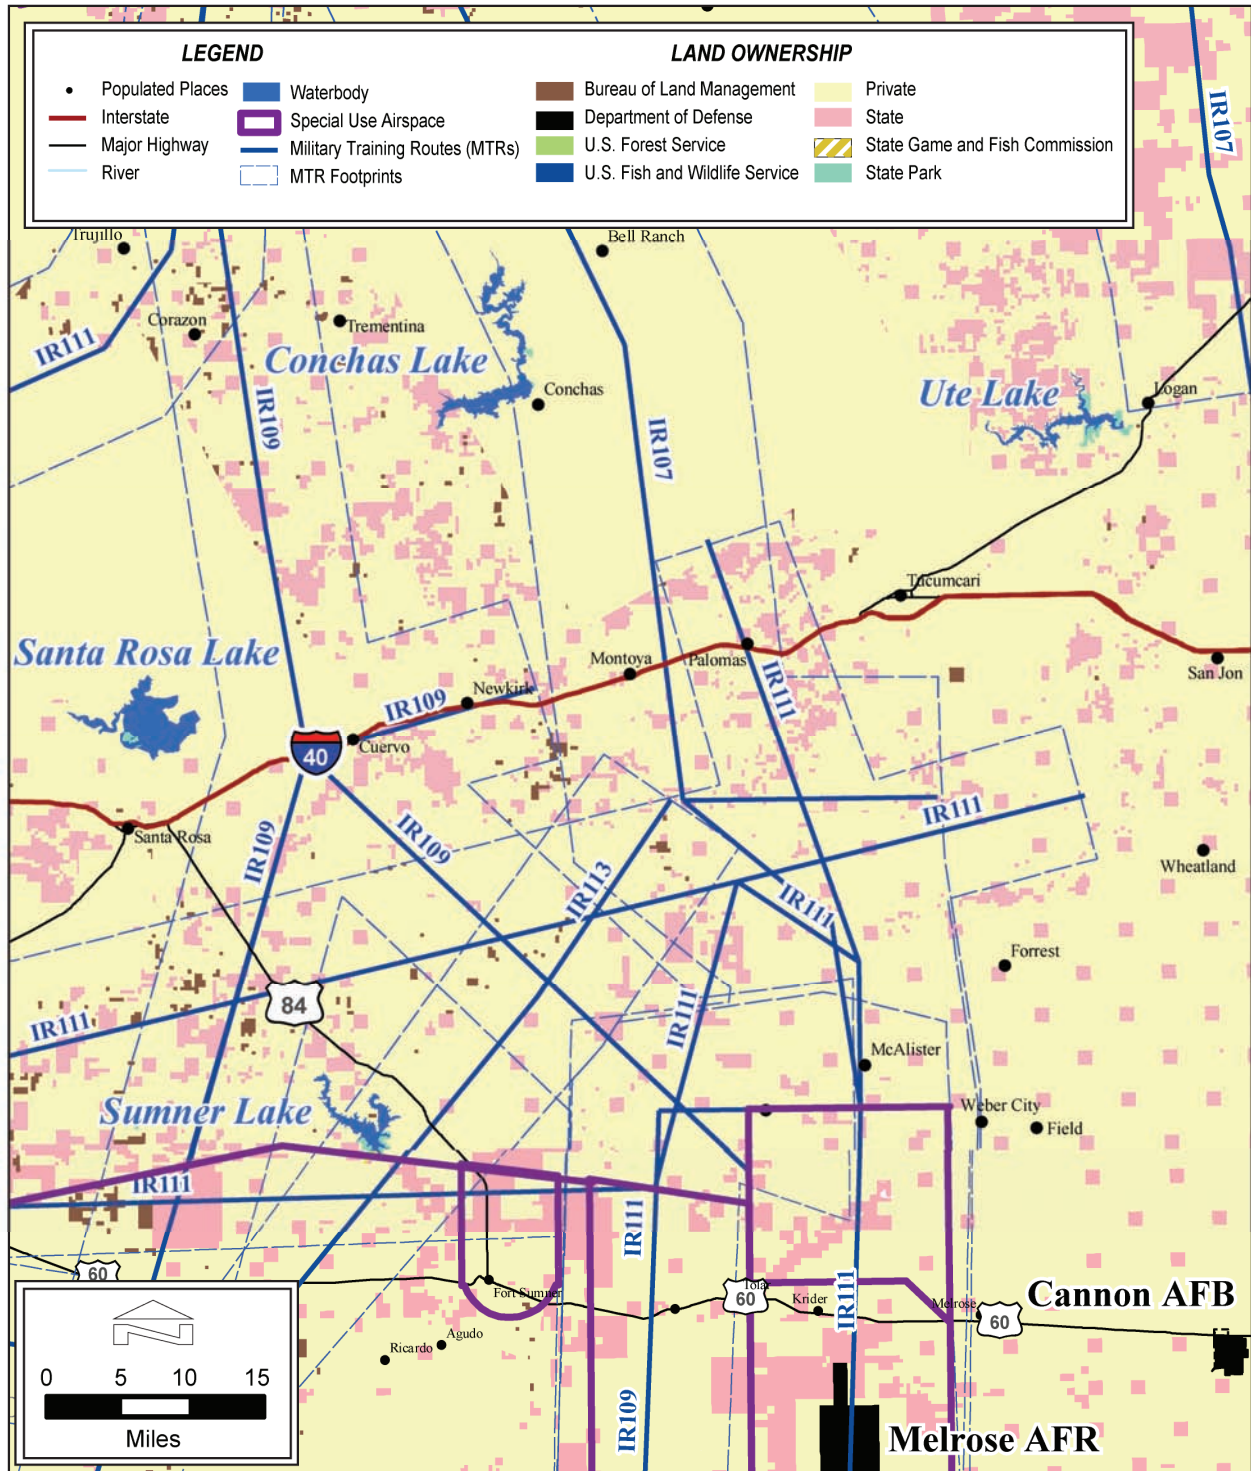 LEGEND
LAND OWNERSHIP
Populated Places
Interstate
Major Highway
River
Waterbody
Special Use Airspace
Military Training Routes (MTRs)
MTR Footprints
Bureau of Land Management
Department of Defense
U.S. Forest Service
U.S. Fish and Wildlife Service
Private
State
State Game and Fish Commission
State Park
IR107
Trujillo
Bell Ranch
Corazon
Trementina
IR111
Conchas Lake
Conchas
Ute Lake
Logan
IR109
IR107
Tucumcari
Santa Rosa Lake
Montoya
Palomas
San Jon
IR111
Newkirk
IR109
Cuervo
40
IR111
Santa Rosa
IR109
IR109
Wheatland
IR113
IR111
Forrest
84
IR111
IR111
McAlister
Sumner Lake
Weber City
Field
IR111
IR111
60
Fort Sumner
Tolar
60
Krider
IR111
Melrose
60
Cannon AFB
Ricardo
Agudo
0 5 10 15
Miles
IR109
Melrose AFR